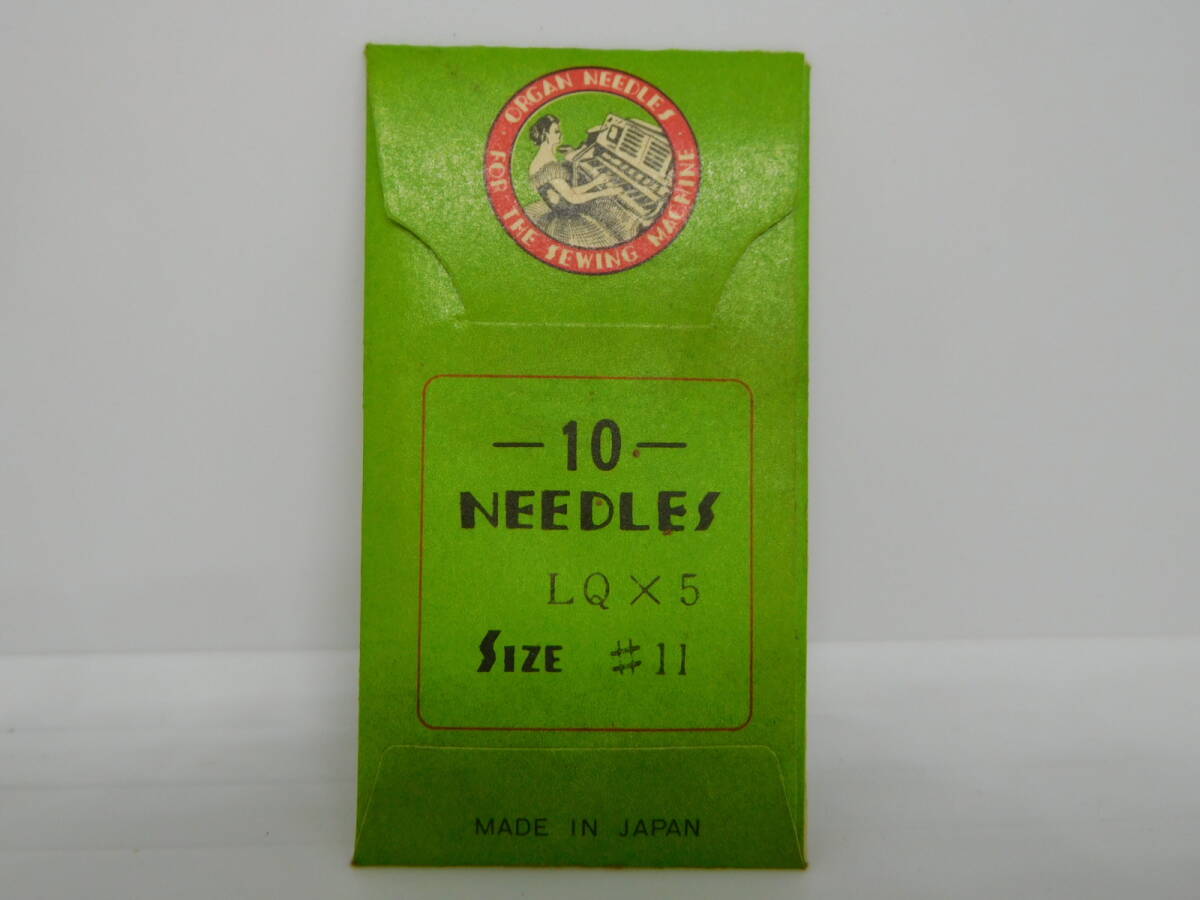 ORGAN NEEDLES
FOR THE SEWING MACHINE
—10—
NEEDLES
LQ×5
SIZE #11
MADE IN JAPAN